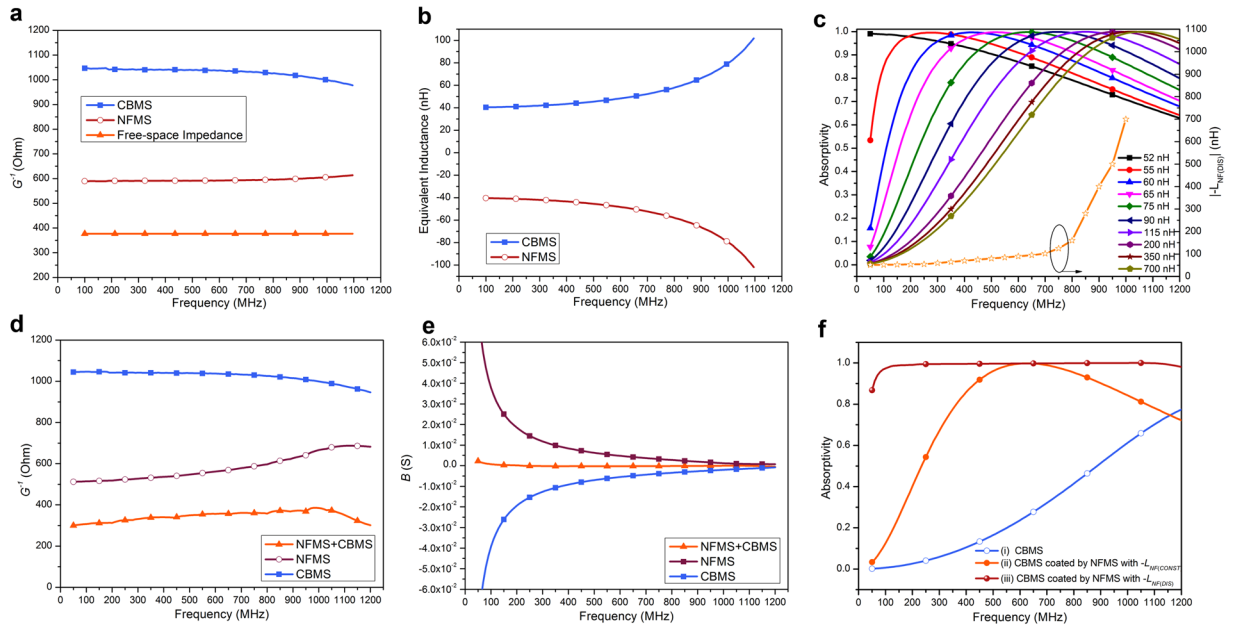 a
1200
1100
1000
900
800
700
600
500
400
300
200
G⁻¹ (Ohm)
CBMS
NFMS
Free-space Impedance
0 100 200 300 400 500 600 700 800 900 1000 1100 1200
Frequency (MHz)
b
100
80
60
40
20
0
-20
-40
-60
-80
-100
Equivalent Inductance (nH)
CBMS
NFMS
0 100 200 300 400 500 600 700 800 900 1000 1100 1200
Frequency (MHz)
c
1.0
0.9
0.8
0.7
0.6
0.5
0.4
0.3
0.2
0.1
0.0
Absorptivity
52 nH
55 nH
60 nH
65 nH
75 nH
90 nH
115 nH
200 nH
350 nH
700 nH
1100
1000
900
800
700
600
500
400
300
200
100
0
|-L_NF(DIS)| (nH)
0 100 200 300 400 500 600 700 800 900 1000 1100 1200
Frequency (MHz)
d
1200
1000
800
600
400
200
0
G⁻¹ (Ohm)
NFMS+CBMS
NFMS
CBMS
0 100 200 300 400 500 600 700 800 900 1000 1100 1200
Frequency (MHz)
e
6.0x10⁻²
5.0x10⁻²
4.0x10⁻²
3.0x10⁻²
2.0x10⁻²
1.0x10⁻²
0.0
-1.0x10⁻²
-2.0x10⁻²
-3.0x10⁻²
-4.0x10⁻²
-5.0x10⁻²
-6.0x10⁻²
B (S)
NFMS+CBMS
NFMS
CBMS
0 100 200 300 400 500 600 700 800 900 1000 1100 1200
Frequency (MHz)
f
1.0
0.8
0.6
0.4
0.2
0.0
Absorptivity
(i) CBMS
(ii) CBMS coated by NFMS with -L_NF(CONST
(iii) CBMS coated by NFMS with -L_NF(DIS)
0 100 200 300 400 500 600 700 800 900 1000 1100 1200
Frequency (MHz)